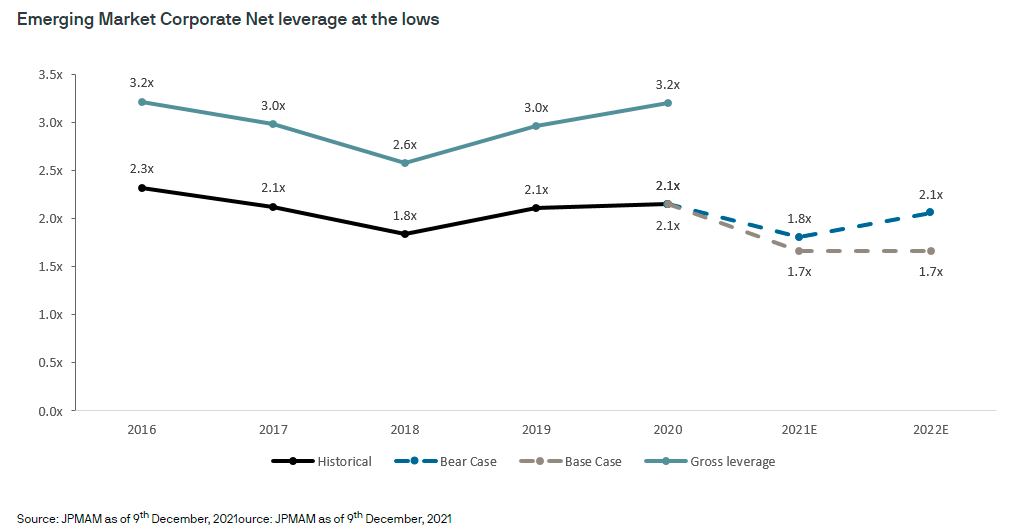 Emerging Market Corporate Net leverage at the lows
3.5x
3.0x
2.5x
2.0x
1.5x
1.0x
0.5x
0.0x
3.2x
3.0x
2.6x
3.0x
3.2x
2.3x
2.1x
1.8x
2.1x
2.1x
2.1x
1.8x
2.1x
1.7x
1.7x
2016
2017
2018
2019
2020
2021E
2022E
Historical
Bear Case
Base Case
Gross leverage
Source: JPMAM as of 9th December, 2021ource: JPMAM as of 9th December, 2021